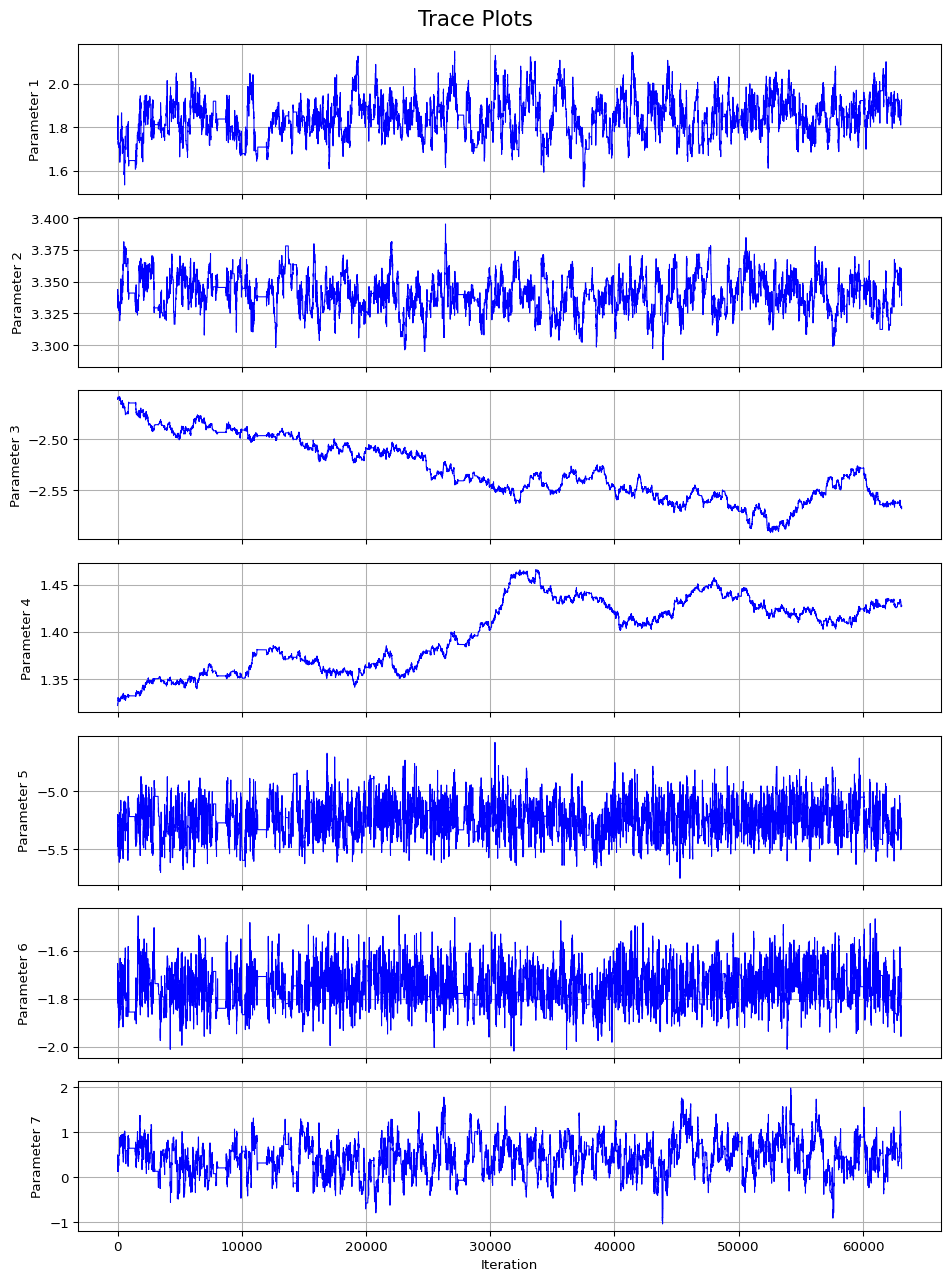 Trace Plots
2.0
1.8
1.6
Parameter 1
3.400
3.375
3.350
3.325
3.300
Parameter 2
−2.50
−2.55
Parameter 3
1.45
1.40
1.35
Parameter 4
−5.0
−5.5
Parameter 5
−1.6
−1.8
−2.0
Parameter 6
2
1
0
−1
Parameter 7
0 10000 20000 30000 40000 50000 60000
Iteration